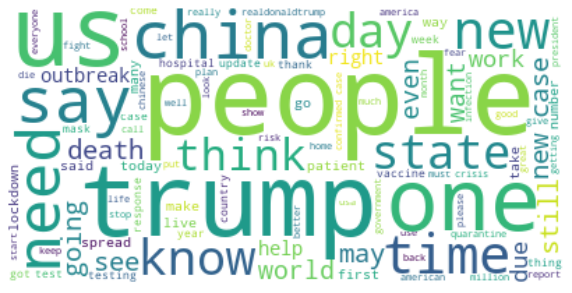 everyone come really realdonaldtrump america way
fight school let doctor week fear president
us china day new
hospital update uk thank right work
die outbreak look plan even month
say people want infection case
chinese many well go good give number
mask case show much confirmed case
death call risk home think state new case getting
need said today put patient take great
trump one still
start lockdown life response make country better vaccine must crisis
stop live year government please quarantine
going spread know help may time due
keep see world first use back thing
got test testing american million report